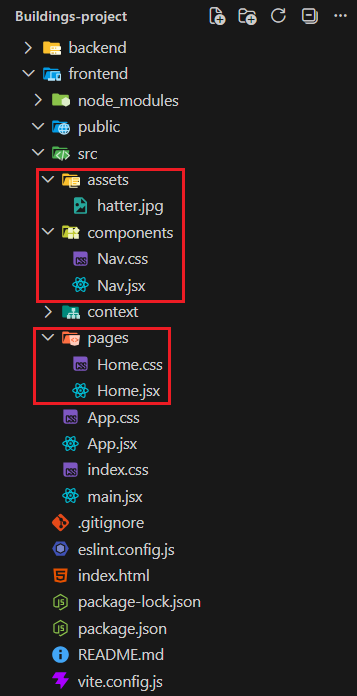 Buildings-project
backend
frontend
node_modules
public
src
assets
hatter.jpg
components
Nav.css
Nav.jsx
context
pages
Home.css
Home.jsx
App.css
App.jsx
index.css
main.jsx
.gitignore
eslint.config.js
index.html
package-lock.json
package.json
README.md
vite.config.js